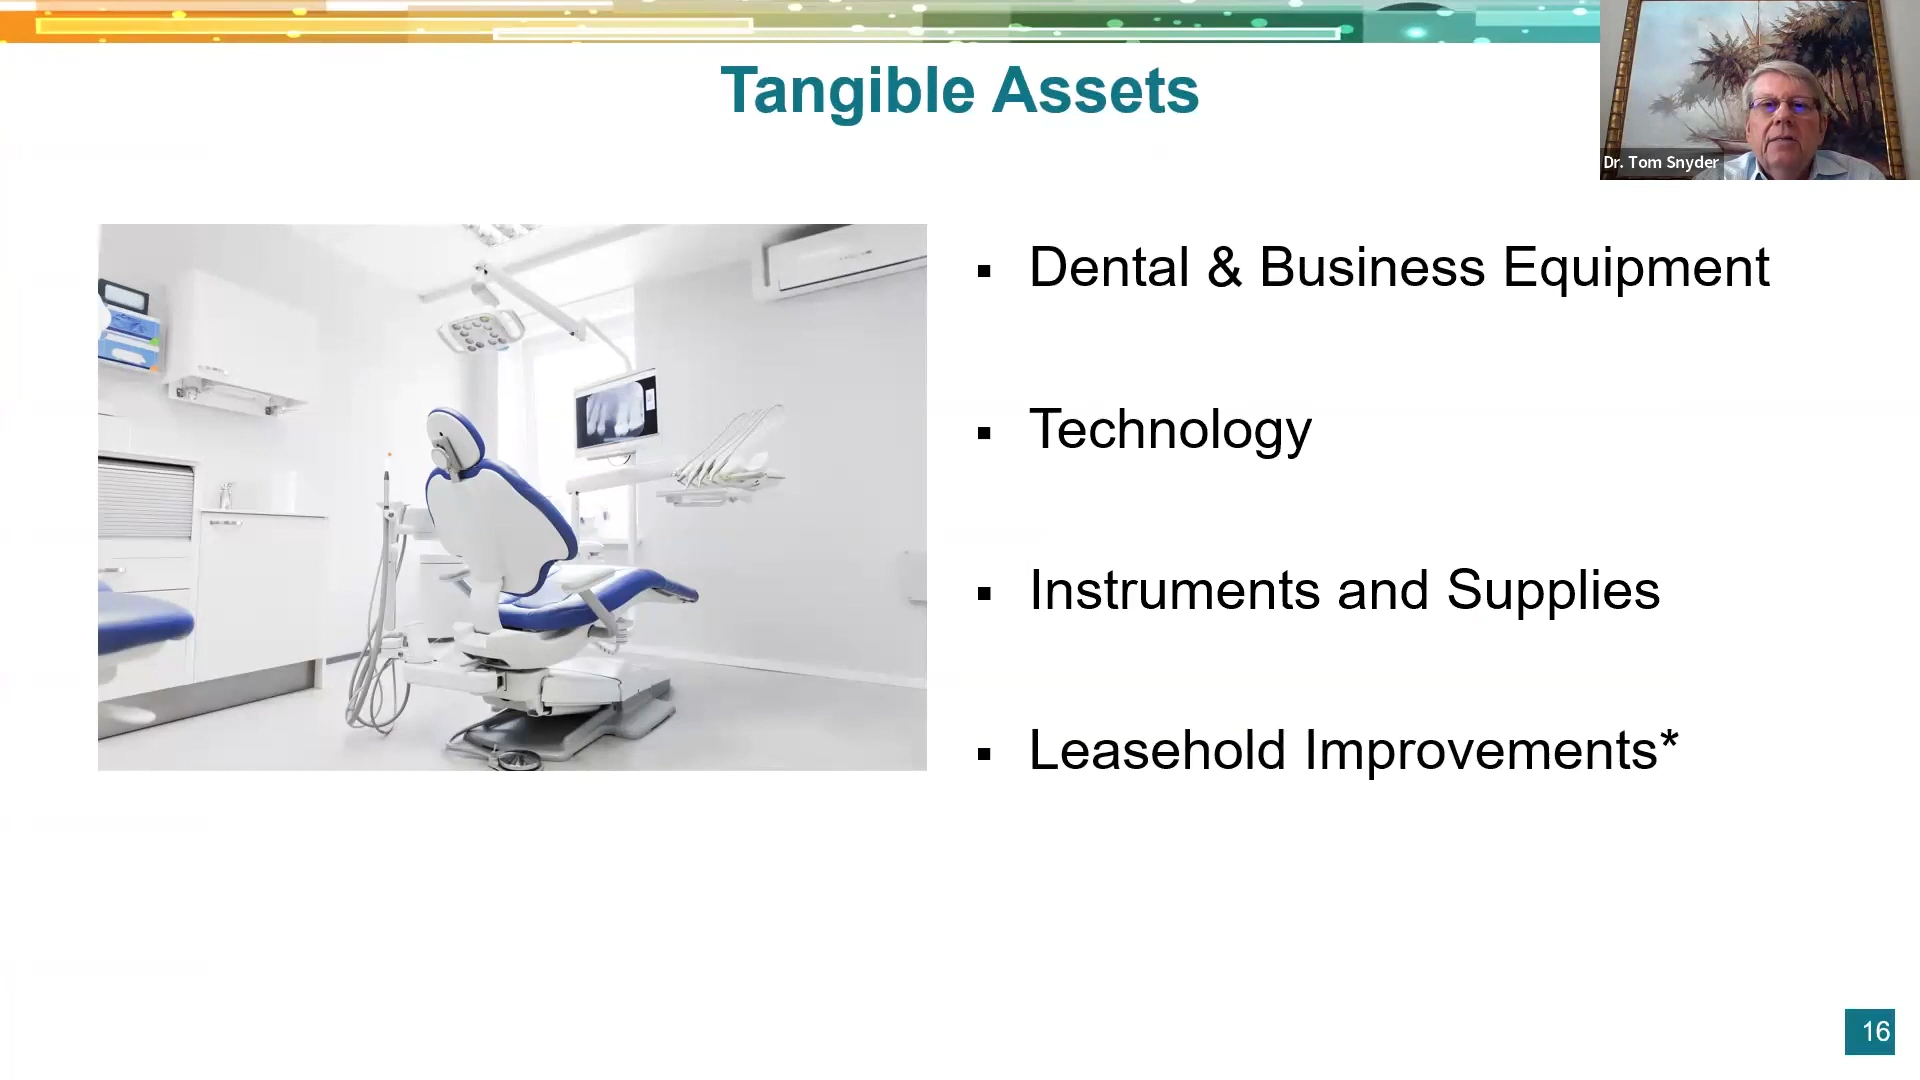 Tangible Assets
Dr. Tom Snyder
▪ Dental & Business Equipment
▪ Technology
▪ Instruments and Supplies
▪ Leasehold Improvements*
16